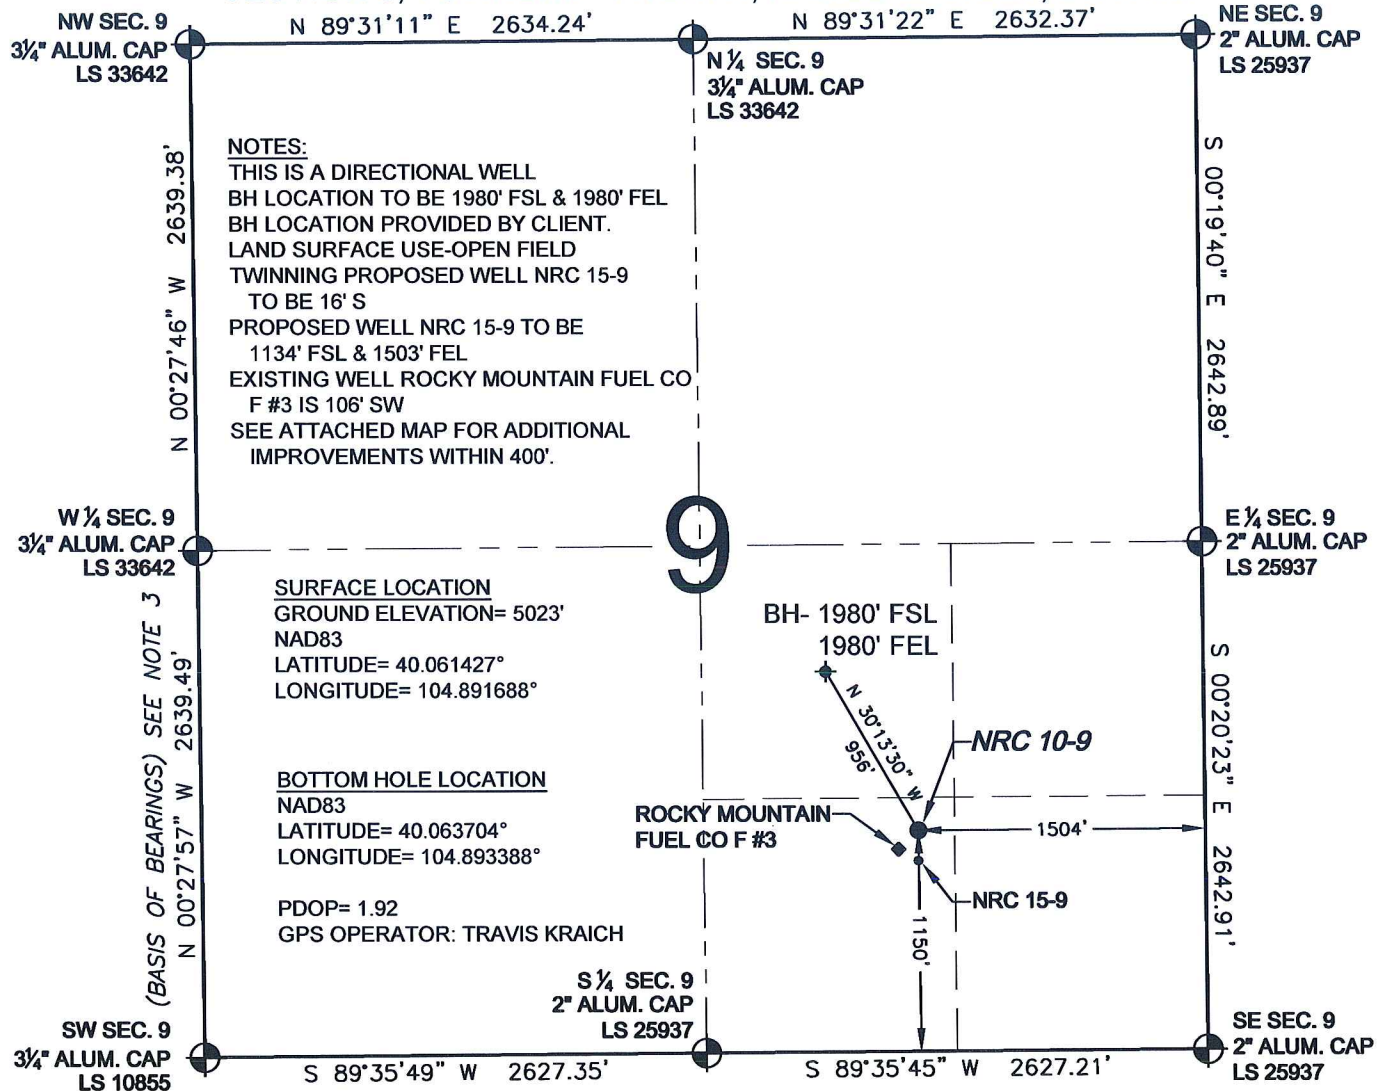 NW SEC. 9
3¼" ALUM. CAP
LS 33642
N 89°31'11" E 2634.24'
N ¼ SEC. 9
3¼" ALUM. CAP
LS 33642
N 89°31'22" E 2632.37'
NE SEC. 9
2" ALUM. CAP
LS 25937
N 00°27'46" W 2639.38'
NOTES:
THIS IS A DIRECTIONAL WELL
BH LOCATION TO BE 1980' FSL & 1980' FEL
BH LOCATION PROVIDED BY CLIENT.
LAND SURFACE USE-OPEN FIELD
TWINNING PROPOSED WELL NRC 15-9
TO BE 16' S
PROPOSED WELL NRC 15-9 TO BE
1134' FSL & 1503' FEL
EXISTING WELL ROCKY MOUNTAIN FUEL CO
F #3 IS 106' SW
SEE ATTACHED MAP FOR ADDITIONAL
IMPROVEMENTS WITHIN 400'.
S 00°19'40" E 2642.89'
W ¼ SEC. 9
3¼" ALUM. CAP
LS 33642
9
E ¼ SEC. 9
2" ALUM. CAP
LS 25937
(BASIS OF BEARINGS) SEE NOTE 3
N 00°27'57" W 2639.49'
SURFACE LOCATION
GROUND ELEVATION= 5023'
NAD83
LATITUDE= 40.061427°
LONGITUDE= 104.891688°
BOTTOM HOLE LOCATION
NAD83
LATITUDE= 40.063704°
LONGITUDE= 104.893388°
PDOP= 1.92
GPS OPERATOR: TRAVIS KRAICH
BH- 1980' FSL
1980' FEL
N 30°13'30" W
956'
NRC 10-9
ROCKY MOUNTAIN
FUEL CO F #3
1504'
NRC 15-9
1150'
S 00°20'23" E 2642.91'
SW SEC. 9
3¼" ALUM. CAP
LS 10855
S 89°35'49" W 2627.35'
S ¼ SEC. 9
2" ALUM. CAP
LS 25937
S 89°35'45" W 2627.21'
SE SEC. 9
2" ALUM. CAP
LS 25937